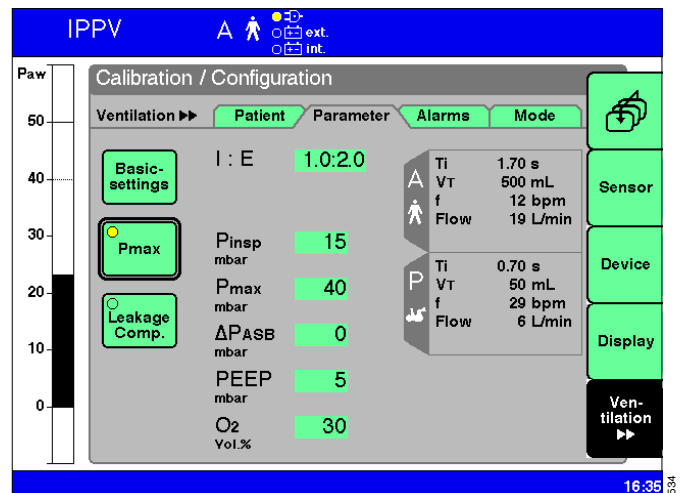 IPPV
A
ext.
int.
Paw
50
40
30
20
10
0
Calibration / Configuration
Ventilation ▶▶
Patient
Parameter
Alarms
Mode
Basic-
settings
Pmax
Leakage
Comp.
I : E 1.0:2.0
Pinsp 15
mbar
Pmax 40
mbar
ΔPASB 0
mbar
PEEP 5
mbar
O2 30
Vol.%
A
Ti 1.70 s
VT 500 mL
f 12 bpm
Flow 19 L/min
P
Ti 0.70 s
VT 50 mL
f 29 bpm
Flow 6 L/min
Sensor
Device
Display
Ven-
tilation
▶▶
16:35
534